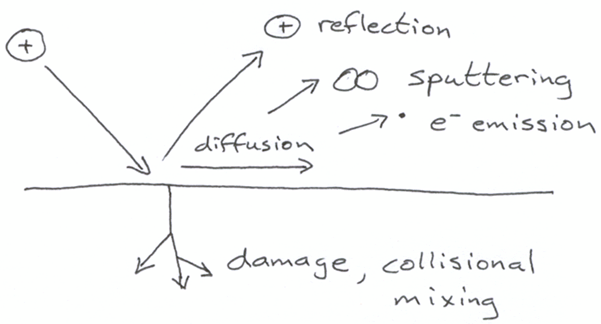 +
+ reflection
sputtering
e⁻ emission
diffusion
damage, collisional
mixing